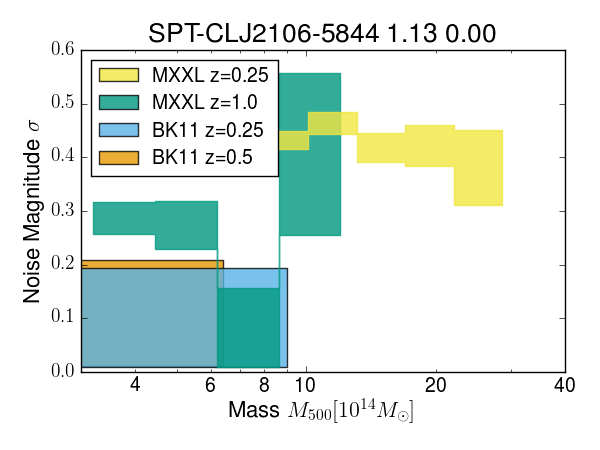 SPT-CLJ2106-5844 1.13 0.00
0.6
0.5
0.4
0.3
0.2
0.1
0.0
Noise Magnitude σ
MXXL z=0.25
MXXL z=1.0
BK11 z=0.25
BK11 z=0.5
4 6 8 10 20 40
Mass M₅₀₀[10¹⁴M☉]